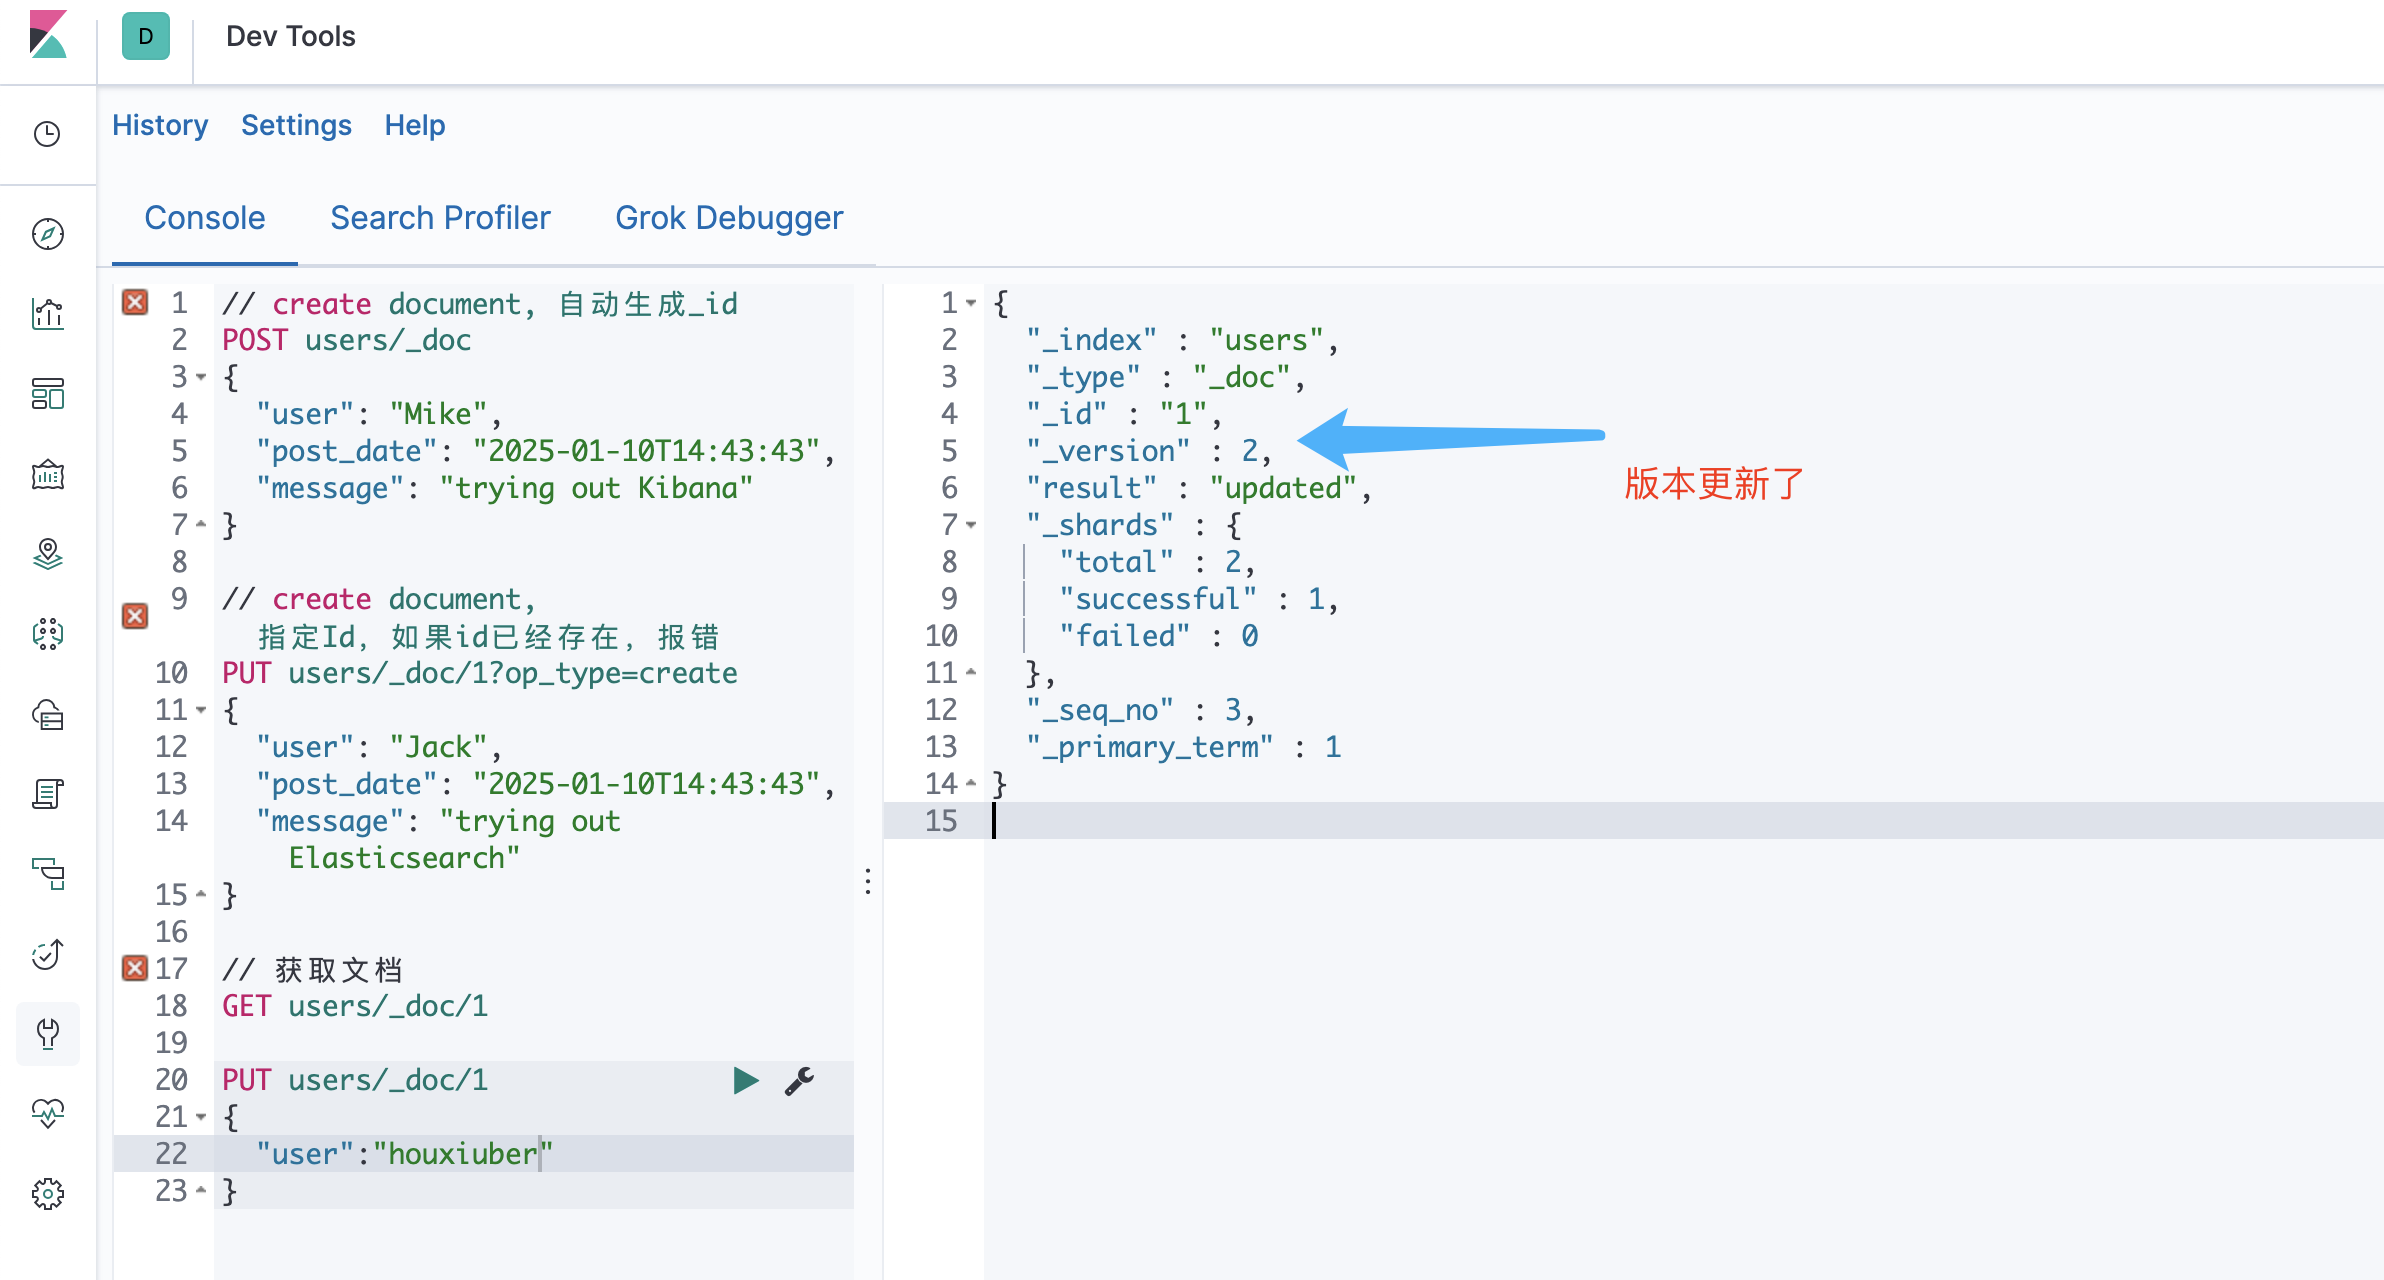 D
Dev Tools
History Settings Help
Console Search Profiler Grok Debugger
1 // create document, 自动生成_id
2 POST users/_doc
3 {
4 "user": "Mike",
5 "post_date": "2025-01-10T14:43:43",
6 "message": "trying out Kibana"
7 }
8
9 // create document,
指定Id, 如果id已经存在, 报错
10 PUT users/_doc/1?op_type=create
11 {
12 "user": "Jack",
13 "post_date": "2025-01-10T14:43:43",
14 "message": "trying out
Elasticsearch"
15 }
16
17 // 获取文档
18 GET users/_doc/1
19
20 PUT users/_doc/1
21 {
22 "user":"houxiuber"
23 }
1 {
2 "_index" : "users",
3 "_type" : "_doc",
4 "_id" : "1",
5 "_version" : 2,
6 "result" : "updated",
7 "_shards" : {
8 "total" : 2,
9 "successful" : 1,
10 "failed" : 0
11 },
12 "_seq_no" : 3,
13 "_primary_term" : 1
14 }
15
版本更新了